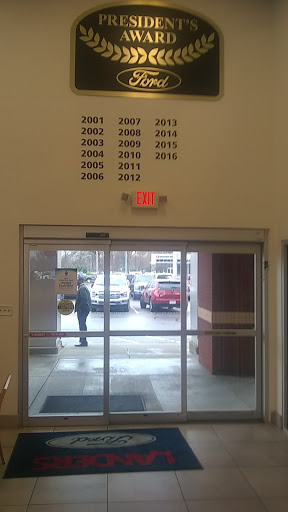 PRESIDENT'S
AWARD
Ford
2001 2007 2013
2002 2008 2014
2003 2009 2015
2004 2010 2016
2005 2011
2006 2012
EXIT
Ford
LANDERS